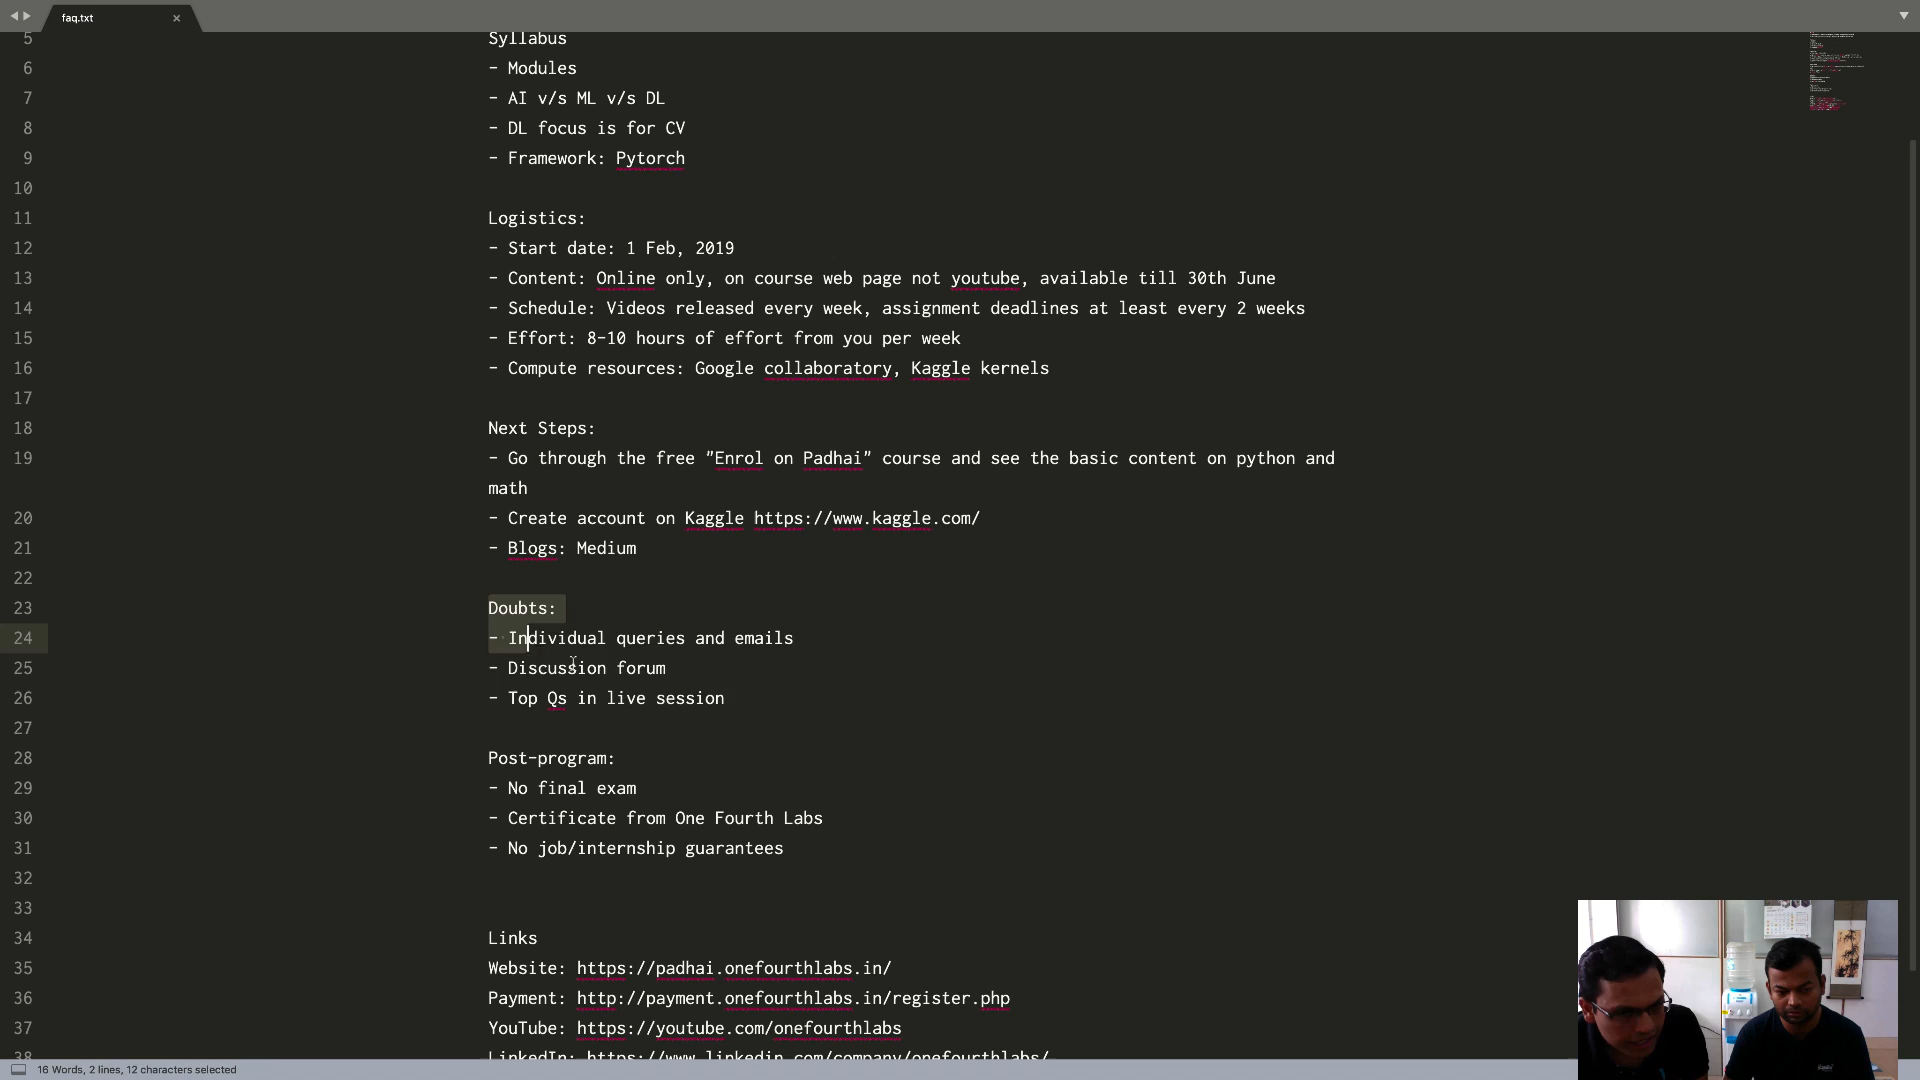 faq.txt
5 Syllabus
6 - Modules
7 - AI v/s ML v/s DL
8 - DL focus is for CV
9 - Framework: Pytorch
10
11 Logistics:
12 - Start date: 1 Feb, 2019
13 - Content: Online only, on course web page not youtube, available till 30th June
14 - Schedule: Videos released every week, assignment deadlines at least every 2 weeks
15 - Effort: 8-10 hours of effort from you per week
16 - Compute resources: Google collaboratory, Kaggle kernels
17
18 Next Steps:
19 - Go through the free "Enrol on Padhai" course and see the basic content on python and
math
20 - Create account on Kaggle https://www.kaggle.com/
21 - Blogs: Medium
22
23 Doubts:
24 - Individual queries and emails
25 - Discussion forum
26 - Top Qs in live session
27
28 Post-program:
29 - No final exam
30 - Certificate from One Fourth Labs
31 - No job/internship guarantees
32
33
34 Links
35 Website: https://padhai.onefourthlabs.in/
36 Payment: http://payment.onefourthlabs.in/register.php
37 YouTube: https://youtube.com/onefourthlabs
38 LinkedIn: https://www.linkedin.com/company/onefourthlabs/
16 Words, 2 lines, 12 characters selected